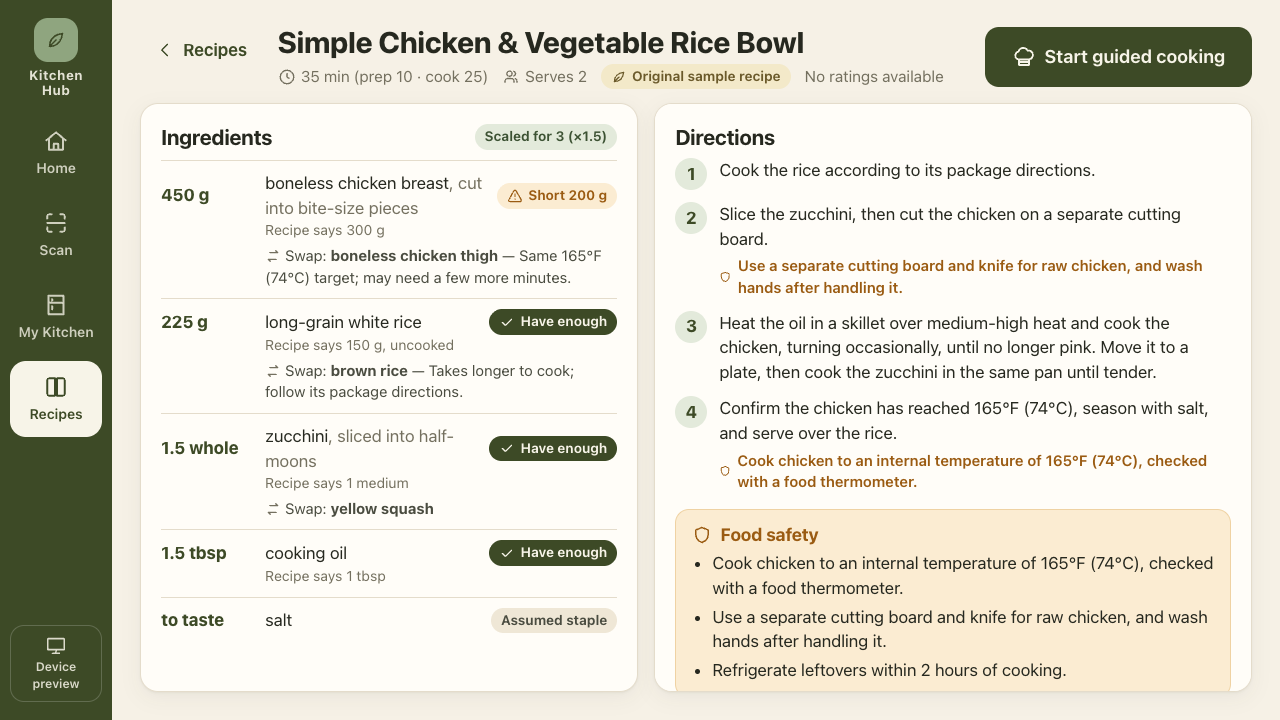 Kitchen
Hub
Home
Scan
My Kitchen
Recipes
Device
preview
Recipes
Simple Chicken & Vegetable Rice Bowl
35 min (prep 10 · cook 25)
Serves 2
Original sample recipe
No ratings available
Start guided cooking
Ingredients
Scaled for 3 (×1.5)
450 g
boneless chicken breast, cut
into bite-size pieces
Short 200 g
Recipe says 300 g
Swap: boneless chicken thigh — Same 165°F
(74°C) target; may need a few more minutes.
225 g
long-grain white rice
Have enough
Recipe says 150 g, uncooked
Swap: brown rice — Takes longer to cook;
follow its package directions.
1.5 whole
zucchini, sliced into half-
moons
Have enough
Recipe says 1 medium
Swap: yellow squash
1.5 tbsp
cooking oil
Have enough
Recipe says 1 tbsp
to taste
salt
Assumed staple
Directions
1
Cook the rice according to its package directions.
2
Slice the zucchini, then cut the chicken on a separate cutting
board.
Use a separate cutting board and knife for raw chicken, and wash
hands after handling it.
3
Heat the oil in a skillet over medium-high heat and cook the
chicken, turning occasionally, until no longer pink. Move it to a
plate, then cook the zucchini in the same pan until tender.
4
Confirm the chicken has reached 165°F (74°C), season with salt,
and serve over the rice.
Cook chicken to an internal temperature of 165°F (74°C), checked
with a food thermometer.
Food safety
• Cook chicken to an internal temperature of 165°F (74°C), checked
with a food thermometer.
• Use a separate cutting board and knife for raw chicken, and wash
hands after handling it.
• Refrigerate leftovers within 2 hours of cooking.